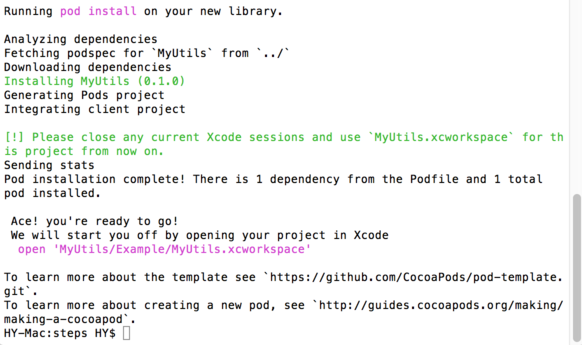 Running pod install on your new library.
Analyzing dependencies
Fetching podspec for `MyUtils` from `../`
Downloading dependencies
Installing MyUtils (0.1.0)
Generating Pods project
Integrating client project
[!] Please close any current Xcode sessions and use `MyUtils.xcworkspace` for th
is project from now on.
Sending stats
Pod installation complete! There is 1 dependency from the Podfile and 1 total
pod installed.
Ace! you're ready to go!
We will start you off by opening your project in Xcode
open 'MyUtils/Example/MyUtils.xcworkspace'
To learn more about the template see `https://github.com/CocoaPods/pod-template.
git`.
To learn more about creating a new pod, see `http://guides.cocoapods.org/making/
making-a-cocoapod`.
HY-Mac:steps HY$